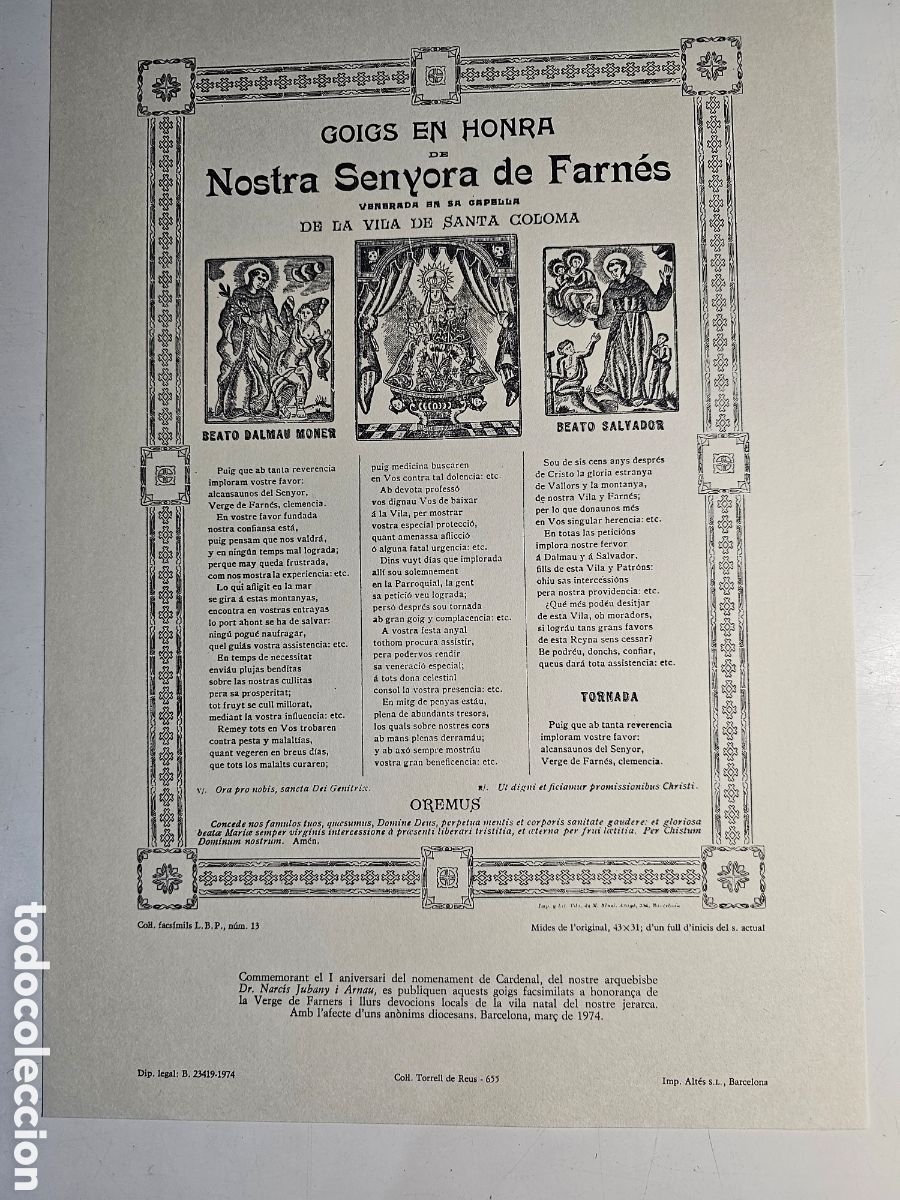 GOIGS EN HONRA
DE
Nostra Senyora de Farnés
VENERADA EN SA CAPELLA
DE LA VILA DE SANTA COLOMA
BEATO DALMAU MONER
BEATO SALVADOR
Puig que ab tanta reverencia
imploram vostre favor:
alcansaunos del Senyor,
Verge de Farnés, clemencia.
En vostre favor fundada
nostra confiansa está,
puig pensam que nos valdrá,
y en ningún temps mal lograda;
perque may queda frustrada,
com nos mostra la experiencia: etc.
Lo qui afligit en la mar
se gira á estas montanyas,
encontra en vostras entrayas
lo port ahont se ha de salvar:
ningú pogué naufragar,
quel guiás vostra assistencia: etc.
En temps de necessitat
enviáu plujas benditas
sobre las nostras cullitas
pera sa prosperitat;
tot fruyt se cull millorat,
mediant la vostra influencia: etc.
Remey tots en Vos trobaren
contra pesta y malaltías,
quant vegeren en breus días,
que tots los malalts curaren;
puig medicina buscaren
en Vos contra tal dolencia: etc.
Ab devota professó
vos dignau Vos de baixar
á la Vila, per mostrar
vostra especial protecció,
quant amenassa aflicció
ó alguna fatal urgencia: etc.
Dins vuyt días que implorada
allí sou solemnement
en la Parroquial, la gent
sa petició veu lograda;
persó després sou tornada
ab gran goig y complacencia: etc.
A vostra festa anyal
tothom procura assistir,
pera podervos rendir
sa veneració especial;
á tots dona celestial
consol la vostra presencia: etc.
En mitg de penyas estáu,
plena de abundants tresors,
los quals sobre nostres cors
ab mans plenas derramáu;
y ab axó sempre mostráu
vostra gran beneficencia: etc.
Sou de sis cens anys després
de Cristo la gloria estranya
de Vallors y la montanya,
de nostra Vila y Farnés;
per lo que donaunos més
en Vos singular herencia: etc.
En totas las peticións
implora nostre fervor
á Dalmau y á Salvador,
fills de esta Vila y Patróns:
ohiu sas intercessións
pera nostra providencia: etc.
¿Qué més podéu desitjar
de esta Vila, oh moradors,
si lográu tans grans favors
de esta Reyna sens cessar?
Be podréu, donchs, confiar,
queus dará tota assistencia: etc.
TORNADA
Puig que ab tanta reverencia
imploram vostre favor:
alcansaunos del Senyor,
Verge de Farnés, clemencia.
V/. Ora pro nobis, sancta Dei Genitrix.
R/. Ut digni eficiamur promissionibus Christi.
OREMUS
Concede nos famulos tuos, quæsumus, Domine Deus, perpetua mentis et corporis sanitate gaudere: et gloriosa
beatæ Mariæ semper virginis intercessione à præsenti liberari tristitia, et æterna per frui lætitia. Per Chistum
Dominum nostrum. Amén.
Coŀl. facsímils L.B.P., núm. 13
Mides de l'original, 43×31; d'un full d'inicis del s. actual
Commemorant el I aniversari del nomenament de Cardenal, del nostre arquebisbe
Dr. Narcís Jubany i Arnau, es publiquen aquests goigs facsimilats a honorança de
la Verge de Farners i llurs devocions locals de la vila natal del nostre jerarca.
Amb l'afecte d'uns anònims diocesans. Barcelona, març de 1974.
Dip. legal: B. 23419-1974
Coŀl. Torrell de Reus - 655
Imp. Altés S.L., Barcelona
todocoleccion